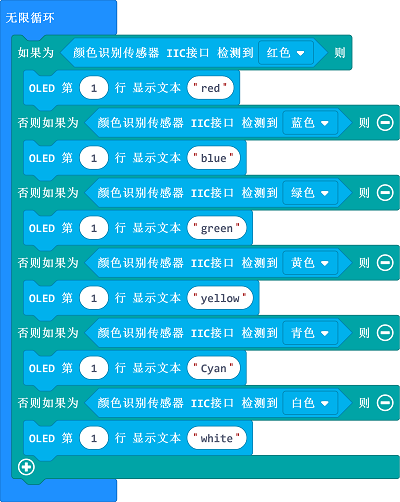 无限循环
如果为 颜色识别传感器 IIC接口 检测到 红色 则
OLED 第 1 行 显示文本 "red"
否则如果为 颜色识别传感器 IIC接口 检测到 蓝色 则
OLED 第 1 行 显示文本 "blue"
否则如果为 颜色识别传感器 IIC接口 检测到 绿色 则
OLED 第 1 行 显示文本 "green"
否则如果为 颜色识别传感器 IIC接口 检测到 黄色 则
OLED 第 1 行 显示文本 "yellow"
否则如果为 颜色识别传感器 IIC接口 检测到 青色 则
OLED 第 1 行 显示文本 "Cyan"
否则如果为 颜色识别传感器 IIC接口 检测到 白色 则
OLED 第 1 行 显示文本 "white"